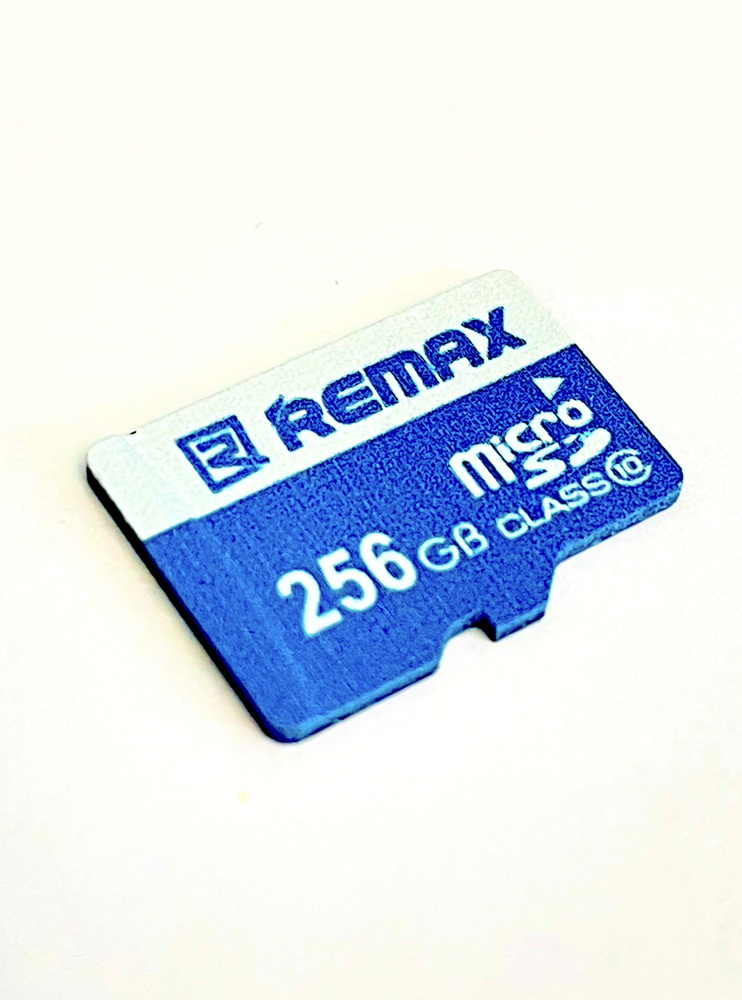 REMAX
micro
SD
CLASS 10
256GB